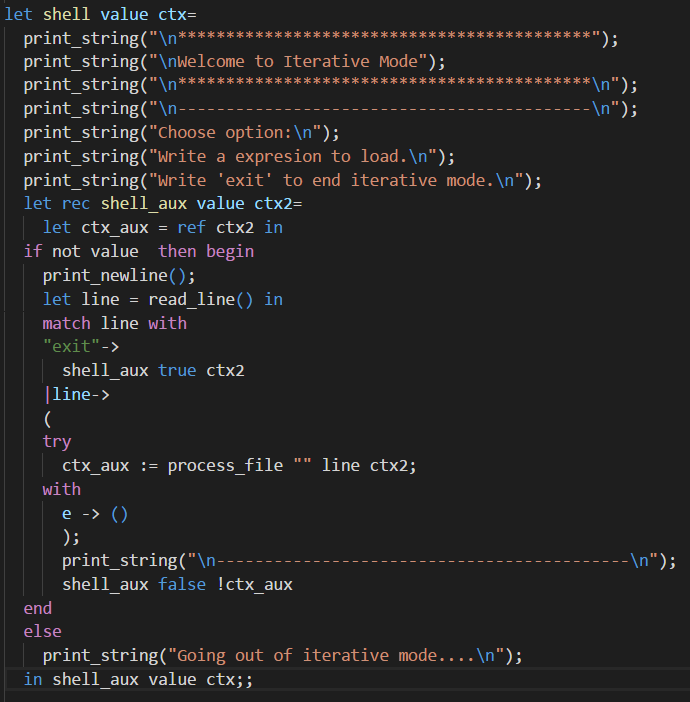 let shell value ctx=
print_string("\n*******************************************");
print_string("\nWelcome to Iterative Mode");
print_string("\n*******************************************\n");
print_string("\n-------------------------------------------\n");
print_string("Choose option:\n");
print_string("Write a expresion to load.\n");
print_string("Write 'exit' to end iterative mode.\n");
let rec shell_aux value ctx2=
let ctx_aux = ref ctx2 in
if not value  then begin
print_newline();
let line = read_line() in
match line with
"exit"->
shell_aux true ctx2
|line->
(
try
ctx_aux := process_file "" line ctx2;
with
e -> ()
);
print_string("\n-------------------------------------------\n");
shell_aux false !ctx_aux
end
else
print_string("Going out of iterative mode....\n");
in shell_aux value ctx;;